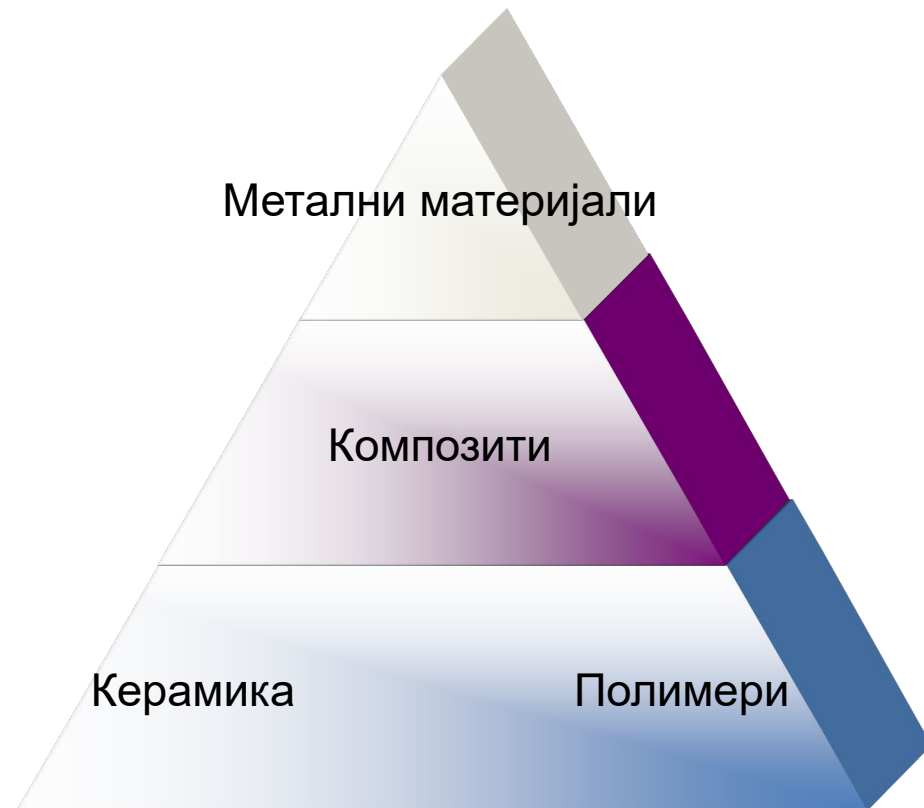 Метални материјали
Композити
Керамика
Полимери